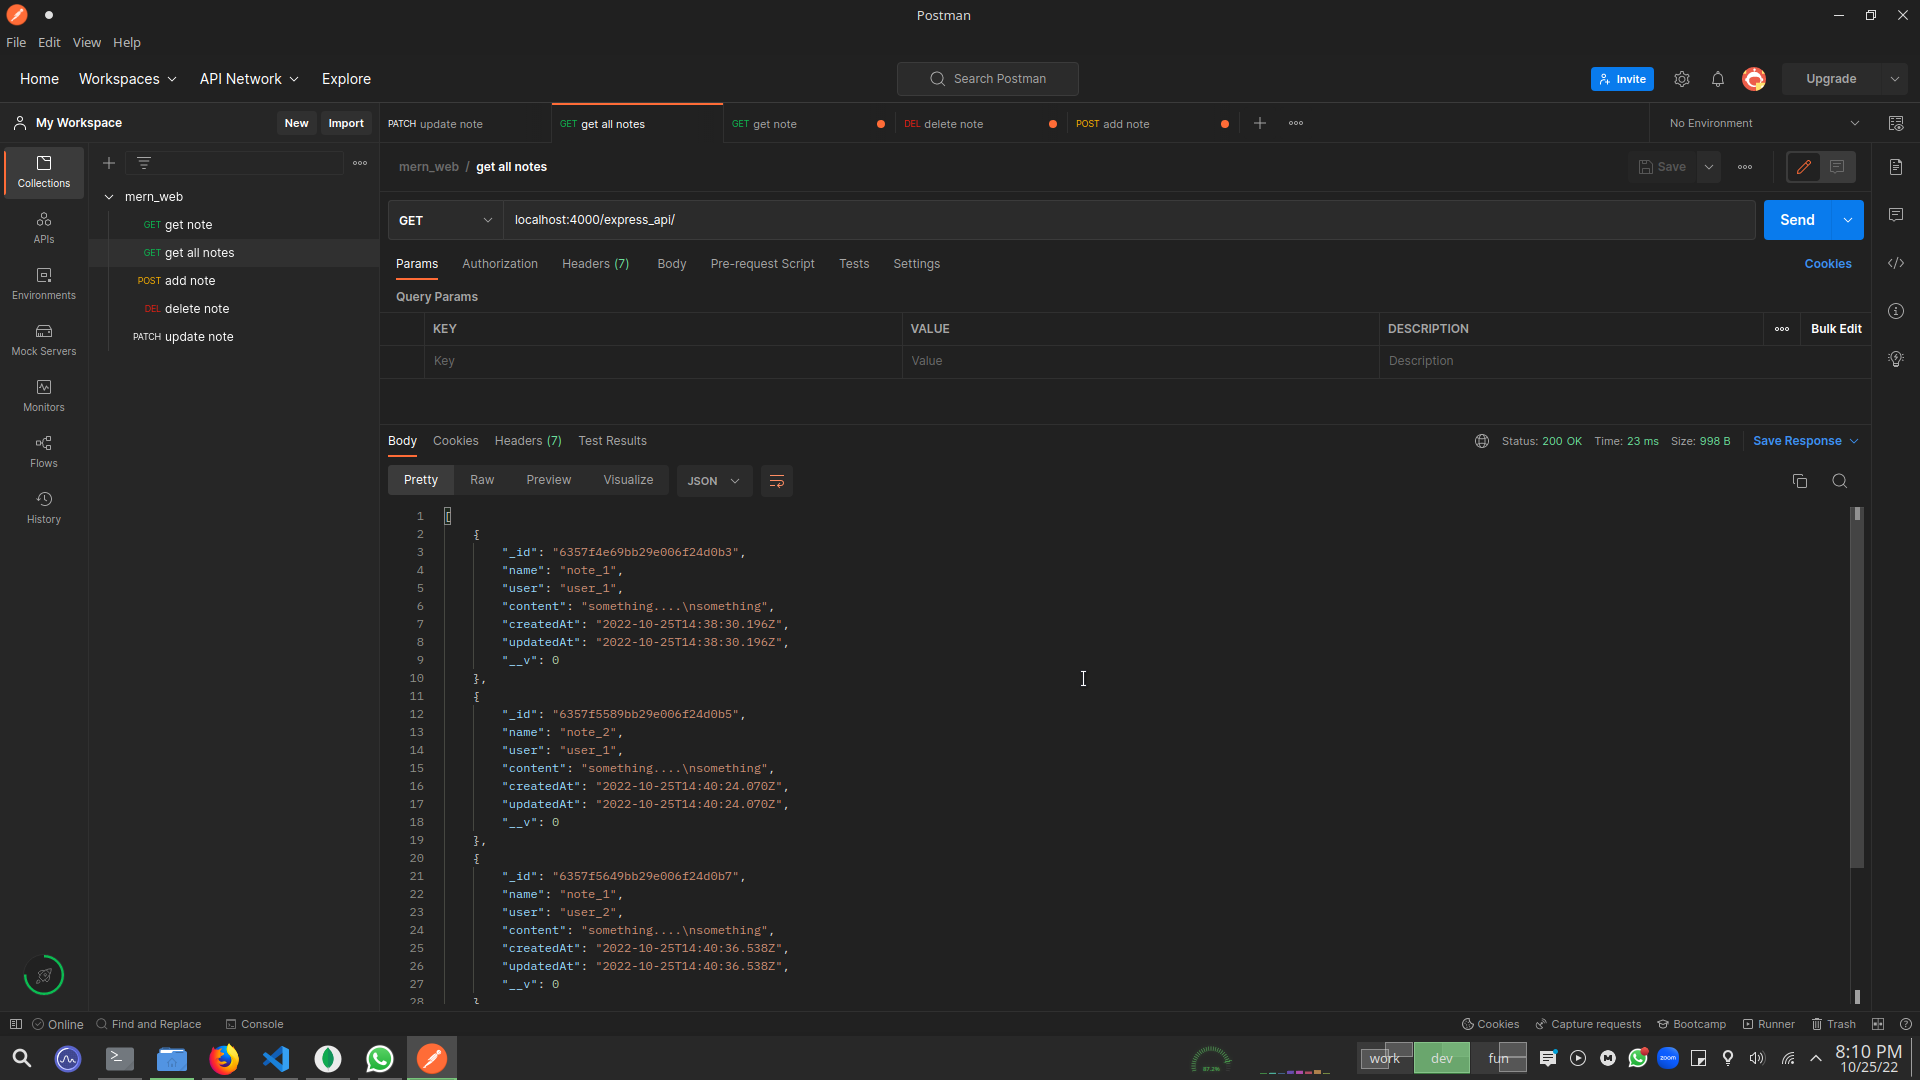 Postman
File Edit View Help
Home Workspaces API Network Explore Search Postman Invite Upgrade
My Workspace New Import
PATCH update note GET get all notes GET get note DEL delete note POST add note No Environment
mern_web / get all notes Save
Collections
APIs
Environments
Mock Servers
Monitors
Flows
History
mern_web
GET get note
GET get all notes
POST add note
DEL delete note
PATCH update note
GET localhost:4000/express_api/ Send
Params Authorization Headers (7) Body Pre-request Script Tests Settings Cookies
Query Params
KEY VALUE DESCRIPTION Bulk Edit
Key Value Description
Body Cookies Headers (7) Test Results Status: 200 OK Time: 23 ms Size: 998 B Save Response
Pretty Raw Preview Visualize JSON
1 [
2 {
3 "_id": "6357f4e69bb29e006f24d0b3",
4 "name": "note_1",
5 "user": "user_1",
6 "content": "something....\nsomething",
7 "createdAt": "2022-10-25T14:38:30.196Z",
8 "updatedAt": "2022-10-25T14:38:30.196Z",
9 "__v": 0
10 },
11 {
12 "_id": "6357f5589bb29e006f24d0b5",
13 "name": "note_2",
14 "user": "user_1",
15 "content": "something....\nsomething",
16 "createdAt": "2022-10-25T14:40:24.070Z",
17 "updatedAt": "2022-10-25T14:40:24.070Z",
18 "__v": 0
19 },
20 {
21 "_id": "6357f5649bb29e006f24d0b7",
22 "name": "note_1",
23 "user": "user_2",
24 "content": "something....\nsomething",
25 "createdAt": "2022-10-25T14:40:36.538Z",
26 "updatedAt": "2022-10-25T14:40:36.538Z",
27 "__v": 0
28 }
Online Find and Replace Console Cookies Capture requests Bootcamp Runner Trash
87.2% work dev fun zoom 8:10 PM
10/25/22